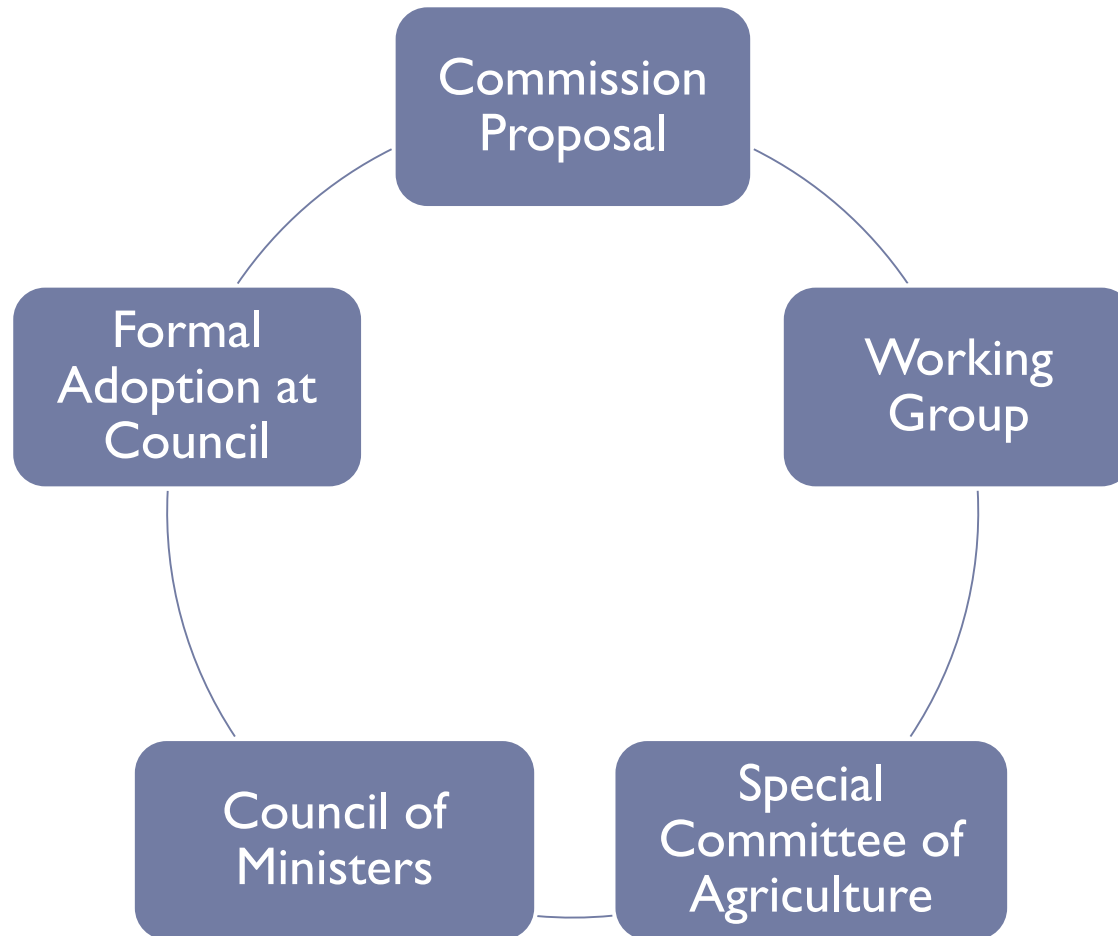 Commission
Proposal
Working
Group
Special
Committee of
Agriculture
Council of
Ministers
Formal
Adoption at
Council